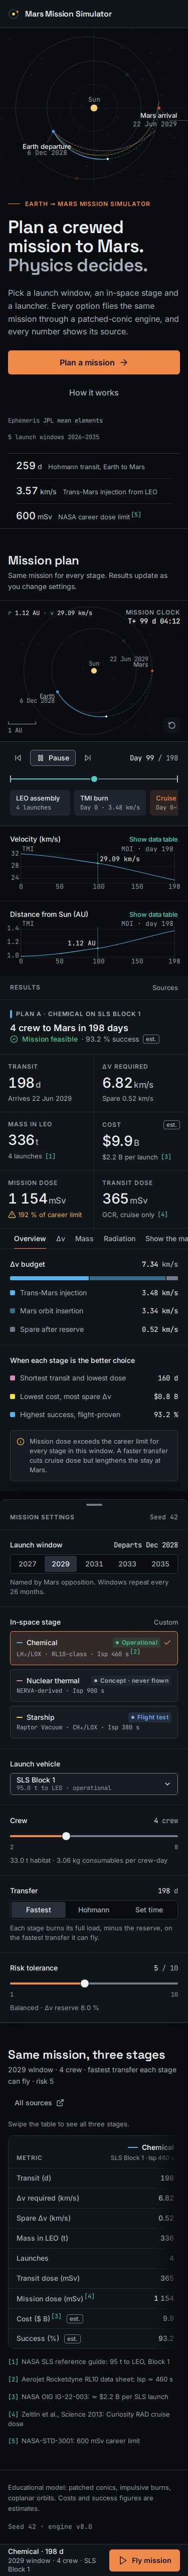 Mars Mission Simulator
Sun
Mars arrival
22 Jun 2029
Earth departure
6 Dec 2028
EARTH → MARS MISSION SIMULATOR
Plan a crewed
mission to Mars.
Physics decides.
Pick a launch window, an in-space stage and
a launcher. Every option flies the same
mission through a patched-conic engine, and
every number shows its source.
Plan a mission →
How it works
Ephemeris JPL mean elements
5 launch windows 2026-2035
259 d Hohmann transit, Earth to Mars
3.57 km/s Trans-Mars injection from LEO
600 mSv NASA career dose limit [5]
Mission plan
Same mission for every stage. Results update as
you change settings.
r 1.12 AU · v 29.09 km/s
MISSION CLOCK
T+ 99 d 04:12
Sun
22 Jun 2029
Mars
Earth
6 Dec 2028
1 AU
Pause
Day 99 / 198
LEO assembly
4 launches
TMI burn
Day 0 · 3.48 km/s
Cruise
Day 0–
Velocity (km/s)
Show data table
TMI
MOI · day 198
32
28
24
29.09 km/s
0 50 100 150 198
Distance from Sun (AU)
Show data table
TMI
MOI · day 198
1.4
1.2
1.0
1.12 AU
0 50 100 150 198
RESULTS
Sources
PLAN A · CHEMICAL ON SLS BLOCK 1
4 crew to Mars in 198 days
Mission feasible · 93.2 % success est.
TRANSIT
198 d
Arrives 22 Jun 2029
ΔV REQUIRED
6.82 km/s
Spare 0.52 km/s
MASS IN LEO
336 t
4 launches [1]
COST est.
$9.9 B
$2.2 B per launch [3]
MISSION DOSE
1 154 mSv
192 % of career limit
TRANSIT DOSE
365 mSv
GCR, cruise only [4]
Overview Δv Mass Radiation Show the ma
Δv budget 7.34 km/s
Trans-Mars injection 3.48 km/s
Mars orbit insertion 3.34 km/s
Spare after reserve 0.52 km/s
When each stage is the better choice
Shortest transit and lowest dose 160 d
Lowest cost, most spare Δv $0.8 B
Highest success, flight-proven 93.2 %
Mission dose exceeds the career limit for
every stage in this window. A faster transfer
cuts cruise dose but lengthens the stay at
Mars.
MISSION SETTINGS
Seed 42
Launch window Departs Dec 2028
2027 2029 2031 2033 2035
Named by Mars opposition. Windows repeat every
26 months.
In-space stage Custom
Chemical Operational
LH₂/LOX · RL10-class · Isp 460 s [2]
Nuclear thermal Concept · never flown
NERVA-derived · Isp 900 s
Starship Flight test
Raptor Vacuum · CH₄/LOX · Isp 380 s
Launch vehicle
SLS Block 1
95.0 t to LEO · operational
Crew 4 crew
2 8
33.0 t habitat · 3.06 kg consumables per crew-day
Transfer 198 d
Fastest Hohmann Set time
Each stage burns its full load, minus the reserve, on
the fastest transfer it can fly.
Risk tolerance 5 / 10
1 10
Balanced · Δv reserve 8.0 %
Same mission, three stages
2029 window · 4 crew · fastest transfer each stage
can fly · risk 5
All sources
Swipe the table to see all three stages.
Chemical
METRIC SLS Block 1 · Isp 460 s
Transit (d) 198
Δv required (km/s) 6.82
Spare Δv (km/s) 0.52
Mass in LEO (t) 336
Launches 4
Transit dose (mSv) 365
Mission dose (mSv) [4] 1 154
Cost ($ B) [3] est. 9.9
Success (%) est. 93.2
[1] NASA SLS reference guide: 95 t to LEO, Block 1
[2] Aerojet Rocketdyne RL10 data sheet: Isp ≈ 460 s
[3] NASA OIG IG-22-003: ≈ $2.2 B per SLS launch
[4] Zeitlin et al., Science 2013: Curiosity RAD cruise
dose
[5] NASA-STD-3001: 600 mSv career limit
Educational model: patched conics, impulsive burns,
coplanar orbits. Costs and success figures are
estimates.
Seed 42 · engine v8.0
Chemical · 198 d
2029 window · 4 crew · SLS
Block 1
Fly mission